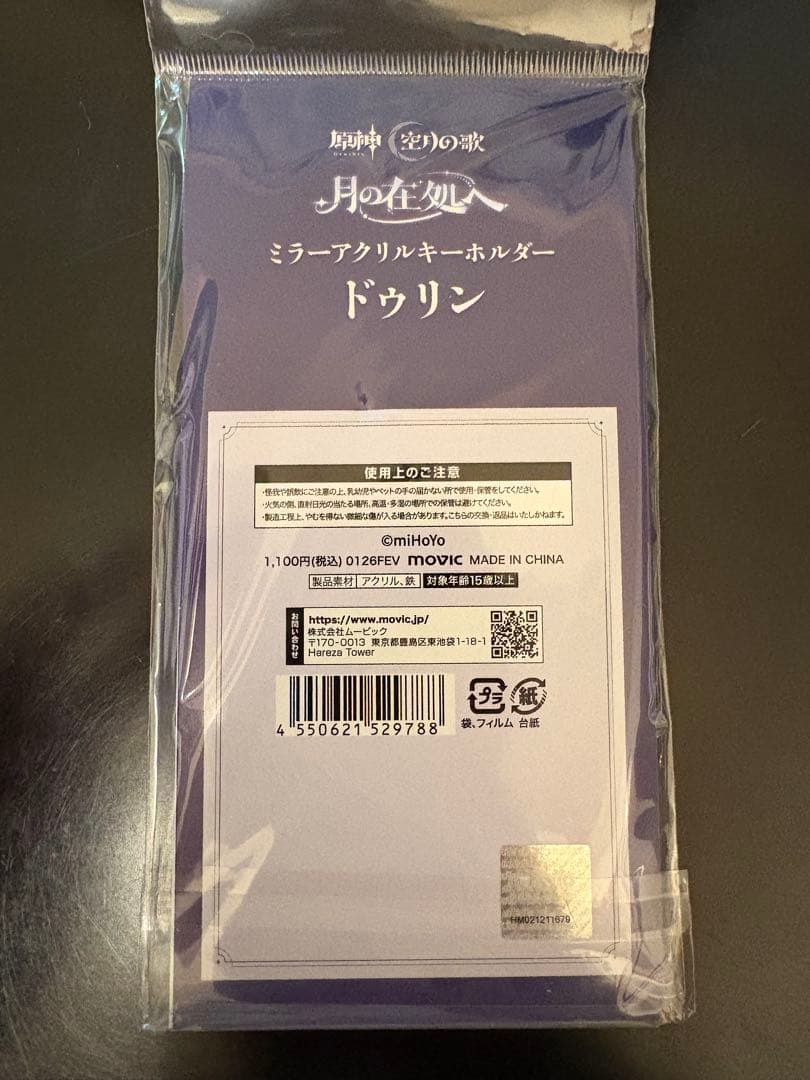 原神 空月の歌
Genshin
月の在処へ
ミラーアクリルキーホルダー
ドゥリン
使用上のご注意
・怪我や誤飲にご注意の上、乳幼児やペットの手の届かない所で使用・保管をしてください。
・火気の側、直射日光の当たる場所、高温・多湿の場所での保管は避けてください。
・製造工程上、やむを得ない微細な傷が入る場合があります。こちらの交換・返品はいたしかねます。
©miHoYo
1,100円(税込) 0126FEV movic MADE IN CHINA
製品素材 アクリル、鉄 対象年齢15歳以上
お問い合わせ
https://www.movic.jp/
株式会社ムービック
〒170-0013 東京都豊島区東池袋1-18-1
Hareza Tower
4 550621 529788
プラ 紙
袋、フィルム 台紙
HM021211679